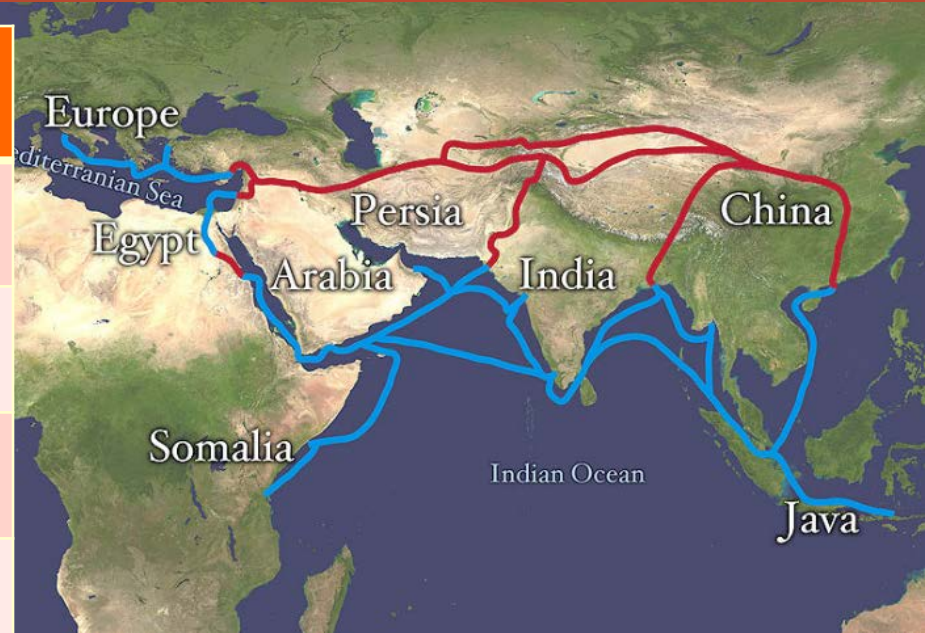 Europe
editerranian Sea
Egypt
Persia
China
Arabia
India
Somalia
Indian Ocean
Java